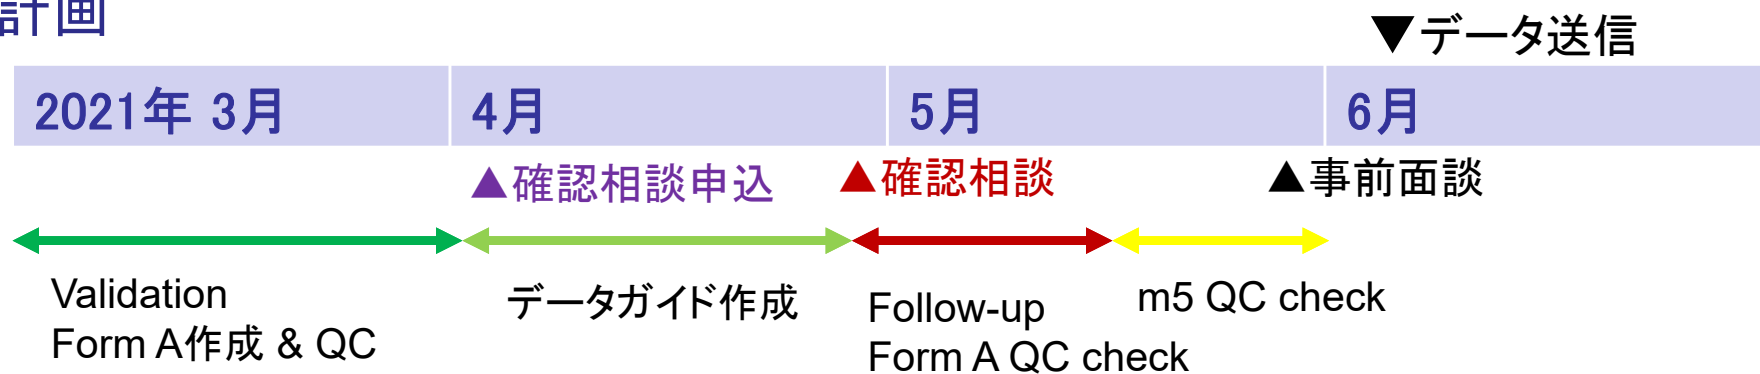 計画
▼データ送信
2021年 3月
4月
5月
6月
▲確認相談申込
▲確認相談
▲事前面談
Validation
Form A作成 & QC
データガイド作成
Follow-up
Form A QC check
m5 QC check